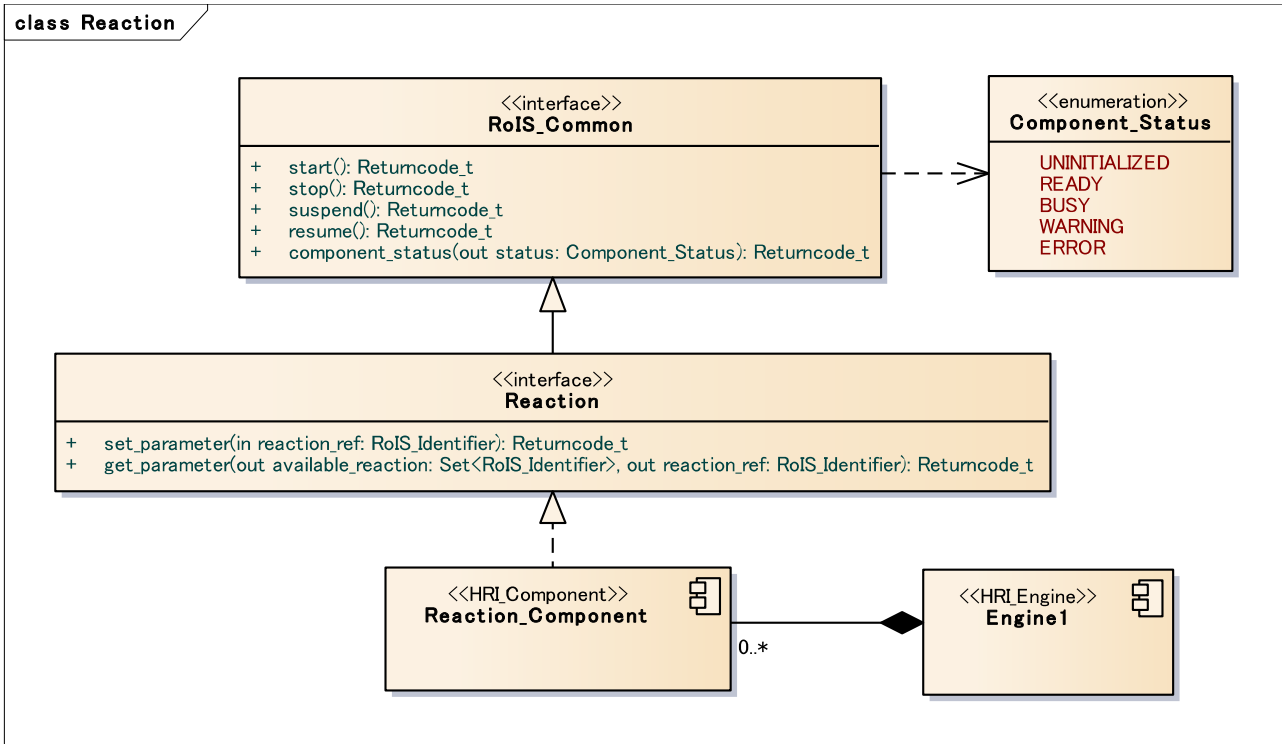 class Reaction
<<interface>>
RoIS_Common
+ start(): Returncode_t
+ stop(): Returncode_t
+ suspend(): Returncode_t
+ resume(): Returncode_t
+ component_status(out status: Component_Status): Returncode_t
<<enumeration>>
Component_Status
UNINITIALIZED
READY
BUSY
WARNING
ERROR
<<interface>>
Reaction
+ set_parameter(in reaction_ref: RoIS_Identifier): Returncode_t
+ get_parameter(out available_reaction: Set<RoIS_Identifier>, out reaction_ref: RoIS_Identifier): Returncode_t
<<HRI_Component>>
Reaction_Component
0..*
<<HRI_Engine>>
Engine1